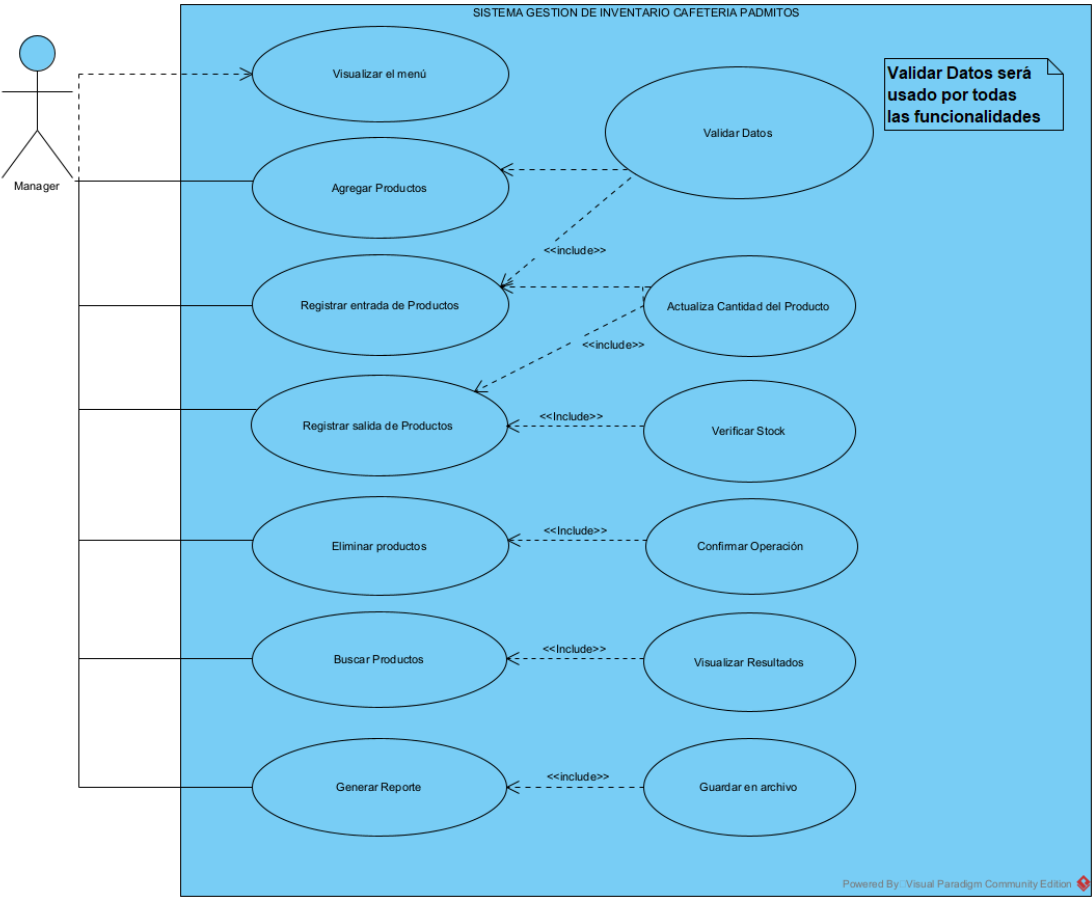 SISTEMA GESTION DE INVENTARIO CAFETERIA PADMITOS
Visualizar el menú
Validar Datos será
usado por todas
las funcionalidades
Validar Datos
Manager
Agregar Productos
<<include>>
Registrar entrada de Productos
Actualiza Cantidad del Producto
<<include>>
Registrar salida de Productos
<<Include>>
Verificar Stock
Eliminar productos
<<Include>>
Confirmar Operación
Buscar Productos
<<Include>>
Visualizar Resultados
Generar Reporte
<<include>>
Guardar en archivo
Powered By Visual Paradigm Community Edition